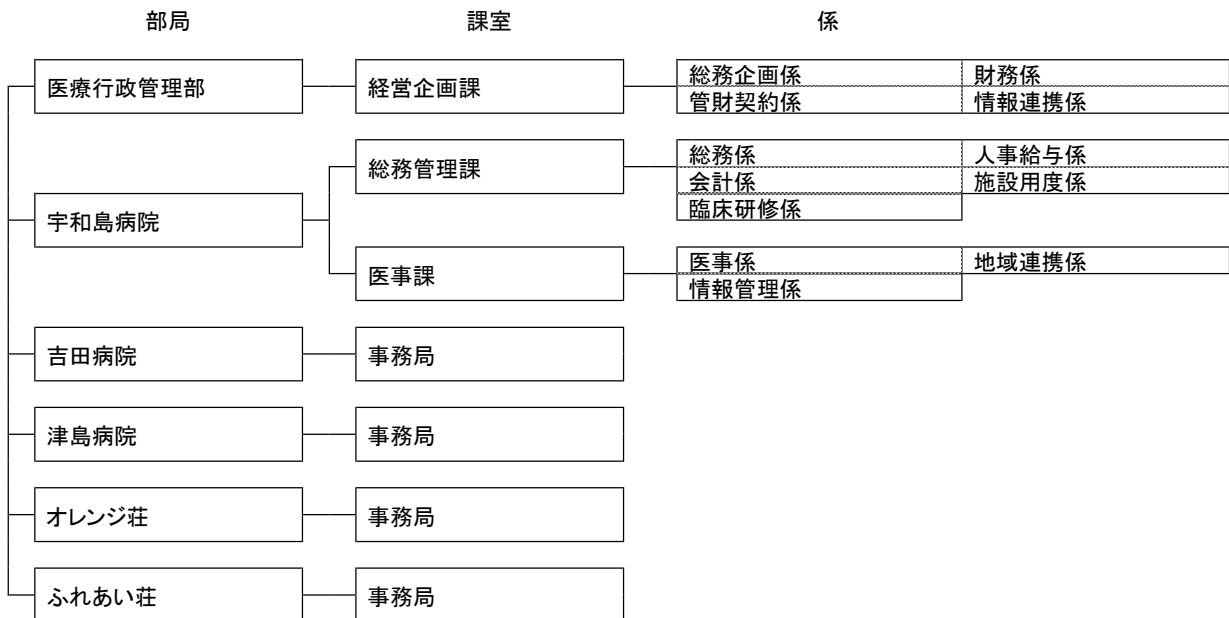 部局 課室 係
医療行政管理部 経営企画課 総務企画係 財務係
管財契約係 情報連携係
総務管理課 総務係 人事給与係
会計係 施設用度係
臨床研修係
宇和島病院
医事課 医事係 地域連携係
情報管理係
吉田病院 事務局
津島病院 事務局
オレンジ荘 事務局
ふれあい荘 事務局